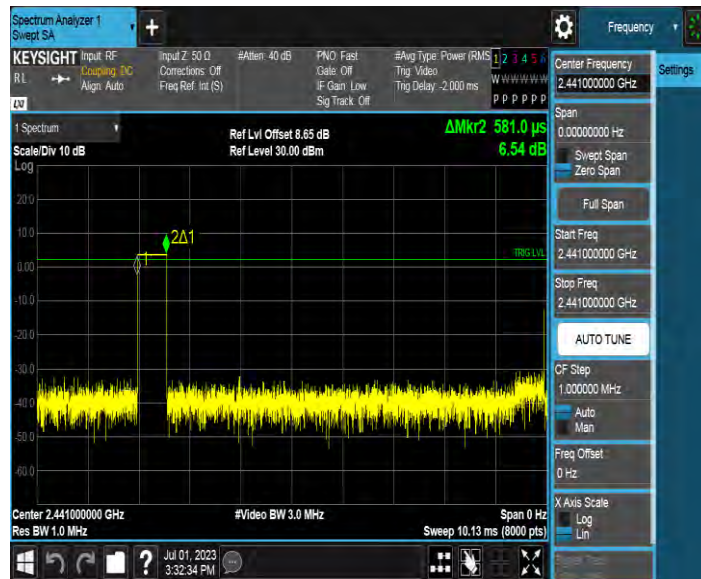 Spectrum Analyzer 1
Swept SA
+
Frequency
KEYSIGHT
RL
LXI
Input: RF
Coupling: DC
Align: Auto
Input Z: 50 Ω
Corrections: Off
Freq Ref: Int (S)
#Atten: 40 dB
PNO: Fast
Gate: Off
IF Gain: Low
Sig Track: Off
#Avg Type: Power (RMS
Trig: Video
Trig Delay: -2.000 ms
1 2 3 4 5 6
W W W W W W
P P P P P P
Center Frequency
2.441000000 GHz
Settings
Span
0.00000000 Hz
Swept Span
Zero Span
Full Span
Start Freq
2.441000000 GHz
Stop Freq
2.441000000 GHz
AUTO TUNE
CF Step
1.000000 MHz
Auto
Man
Freq Offset
0 Hz
X Axis Scale
Log
Lin
1 Spectrum
Scale/Div 10 dB
Log
Ref Lvl Offset 8.65 dB
Ref Level 30.00 dBm
ΔMkr2 581.0 µs
6.54 dB
20.0
10.0
0.00
-10.0
-20.0
-30.0
-40.0
-50.0
-60.0
2Δ1
1
TRIG LVL
Center 2.441000000 GHz
Res BW 1.0 MHz
#Video BW 3.0 MHz
Span 0 Hz
Sweep 10.13 ms (8000 pts)
?
Jul 01, 2023
3:32:34 PM